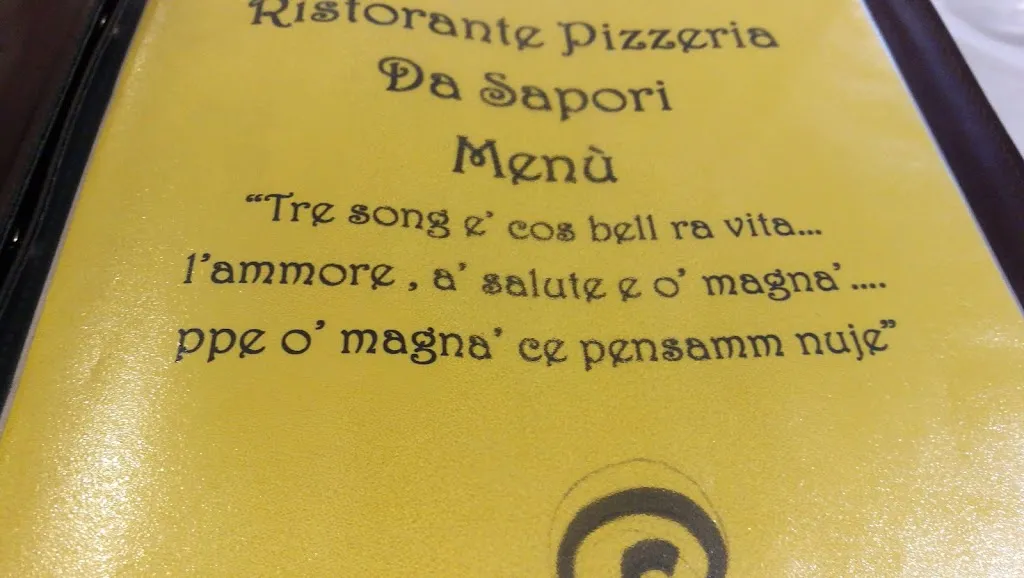 Ristorante Pizzeria
Da Sapori
Menù
“Tre song e’ cos bell ra vita...
l’ammore , a’ salute e o’ magna’....
ppe o’ magna’ ce pensamm nuje”